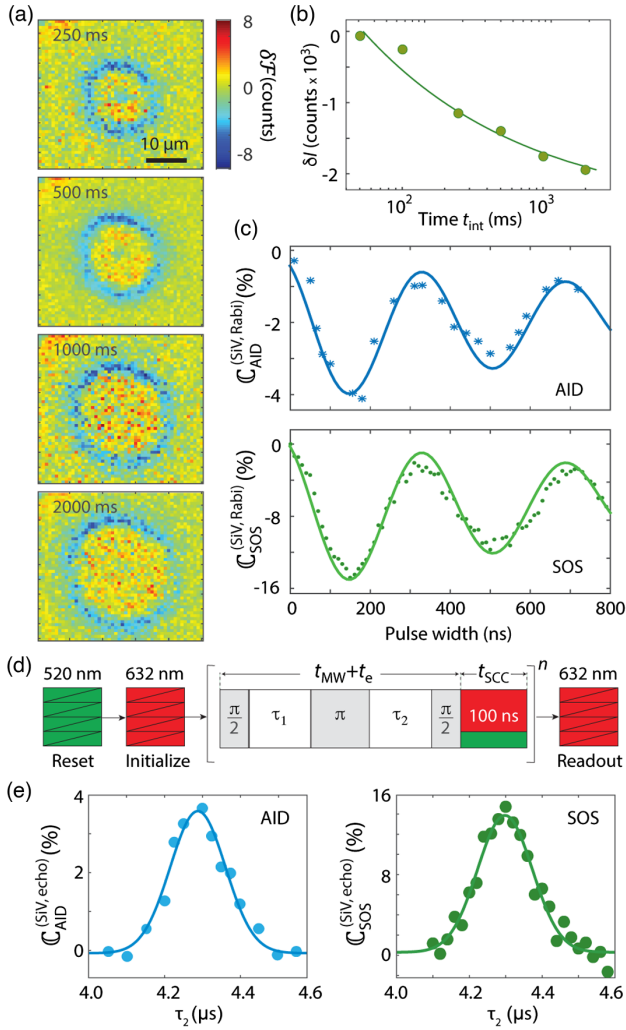 (a)
250 ms
10 µm
500 ms
1000 ms
2000 ms
8
0
-8
δℱ(counts)
(b)
0
-1
-2
δI (counts x 10³)
10²
10³
Time t_int (ms)
(c)
0
-2
-4
ℂ_AID^(SiV, Rabi) (%)
AID
0
-8
-16
ℂ_SOS^(SiV, Rabi) (%)
SOS
0 200 400 600 800
Pulse width (ns)
(d)
520 nm
Reset
632 nm
Initialize
t_MW+t_e
t_SCC
n
π/2
τ₁
π
τ₂
π/2
100 ns
632 nm
Readout
(e)
4
2
0
ℂ_AID^(SiV, echo) (%)
AID
4.0 4.2 4.4 4.6
τ₂ (µs)
16
8
0
ℂ_SOS^(SiV, echo) (%)
SOS
4.0 4.2 4.4 4.6
τ₂ (µs)